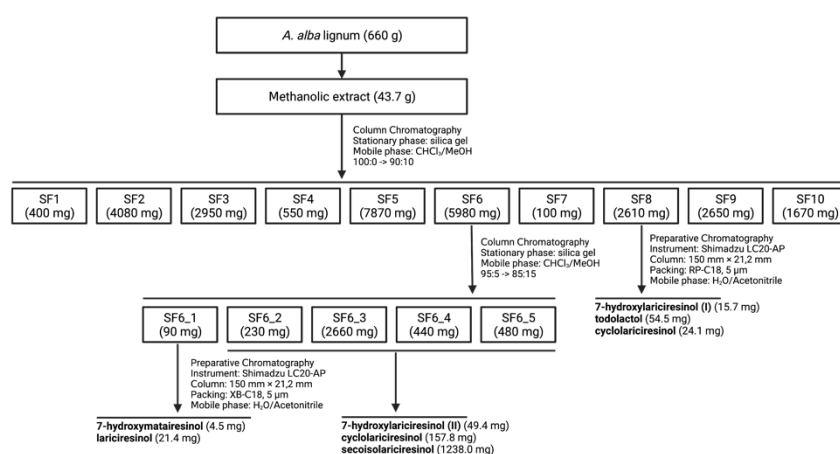 A. alba lignum (660 g)
Methanolic extract (43.7 g)
Column Chromatography
Stationary phase: silica gel
Mobile phase: CHCl₃/MeOH
100:0 -> 90:10
SF1
(400 mg)
SF2
(4080 mg)
SF3
(2950 mg)
SF4
(550 mg)
SF5
(7870 mg)
SF6
(5980 mg)
SF7
(100 mg)
SF8
(2610 mg)
SF9
(2650 mg)
SF10
(1670 mg)
Column Chromatography
Stationary phase: silica gel
Mobile phase: CHCl₃/MeOH
95:5 -> 85:15
Preparative Chromatography
Instrument: Shimadzu LC20-AP
Column: 150 mm × 21,2 mm
Packing: RP-C18, 5 µm
Mobile phase: H₂O/Acetonitrile
7-hydroxylariciresinol (I) (15.7 mg)
todolactol (54.5 mg)
cyclolariciresinol (24.1 mg)
SF6_1
(90 mg)
SF6_2
(230 mg)
SF6_3
(2660 mg)
SF6_4
(440 mg)
SF6_5
(480 mg)
Preparative Chromatography
Instrument: Shimadzu LC20-AP
Column: 150 mm × 21,2 mm
Packing: XB-C18, 5 µm
Mobile phase: H₂O/Acetonitrile
7-hydroxymatairesinol (4.5 mg)
lariciresinol (21.4 mg)
7-hydroxylariciresinol (II) (49.4 mg)
cyclolariciresinol (157.8 mg)
secoisolariciresinol (1238.0 mg)